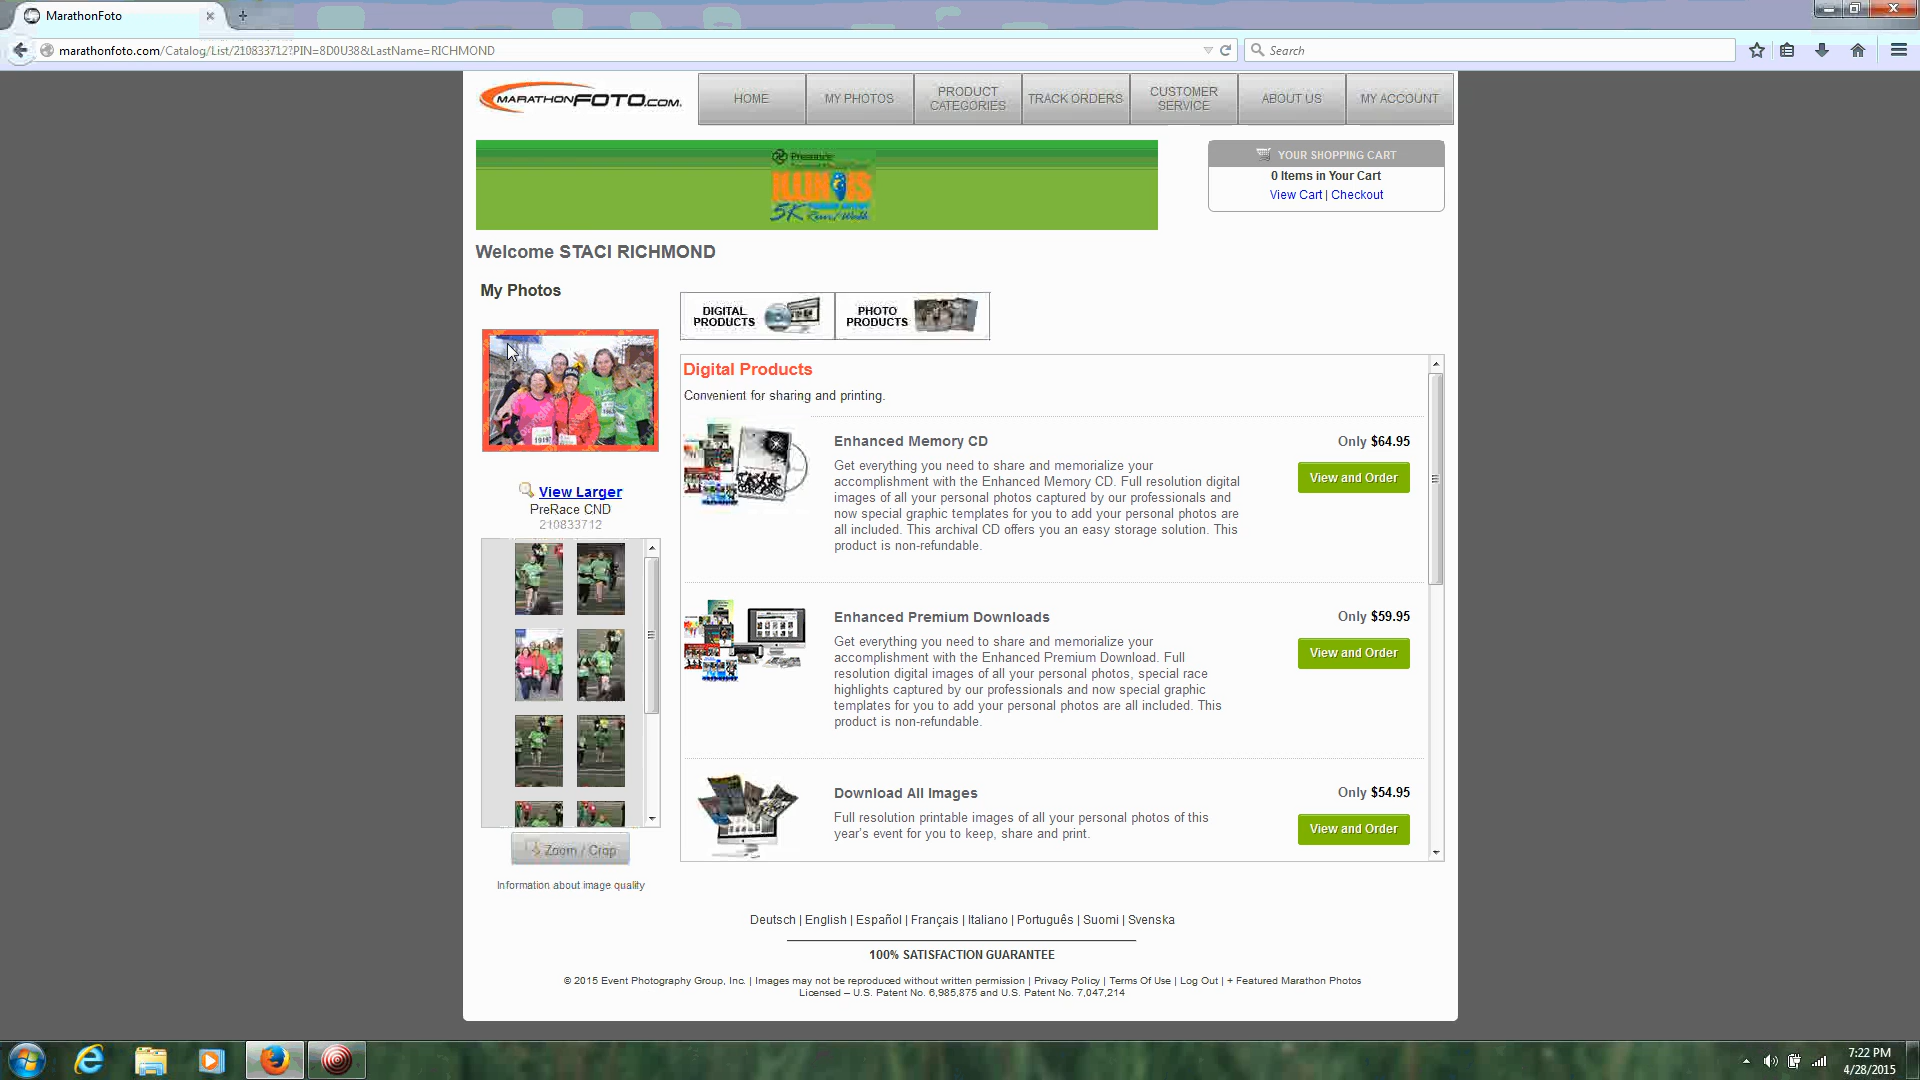 MarathonFoto
marathonfoto.com/Catalog/List/210833712?PIN=8D0U38&LastName=RICHMOND
Search
MARATHONFOTO.COM
HOME
MY PHOTOS
PRODUCT CATEGORIES
TRACK ORDERS
CUSTOMER SERVICE
ABOUT US
MY ACCOUNT
Presence
ILLINOIS
5K Run/Walk
YOUR SHOPPING CART
0 Items in Your Cart
View Cart | Checkout
Welcome STACI RICHMOND
My Photos
DIGITAL PRODUCTS
PHOTO PRODUCTS
View Larger
PreRace CND
210833712
Zoom / Crop
Information about image quality
Digital Products
Convenient for sharing and printing.
Enhanced Memory CD
Only $64.95
Get everything you need to share and memorialize your
accomplishment with the Enhanced Memory CD. Full resolution digital
images of all your personal photos captured by our professionals and
now special graphic templates for you to add your personal photos are
all included. This archival CD offers you an easy storage solution. This
product is non-refundable.
View and Order
Enhanced Premium Downloads
Only $59.95
Get everything you need to share and memorialize your
accomplishment with the Enhanced Premium Download. Full
resolution digital images of all your personal photos, special race
highlights captured by our professionals and now special graphic
templates for you to add your personal photos are all included. This
product is non-refundable.
View and Order
Download All Images
Only $54.95
Full resolution printable images of all your personal photos of this
year's event for you to keep, share and print.
View and Order
Deutsch | English | Español | Français | Italiano | Português | Suomi | Svenska
100% SATISFACTION GUARANTEE
© 2015 Event Photography Group, Inc. | Images may not be reproduced without written permission | Privacy Policy | Terms Of Use | Log Out | + Featured Marathon Photos
Licensed – U.S. Patent No. 6,985,875 and U.S. Patent No. 7,047,214
7:22 PM
4/28/2015